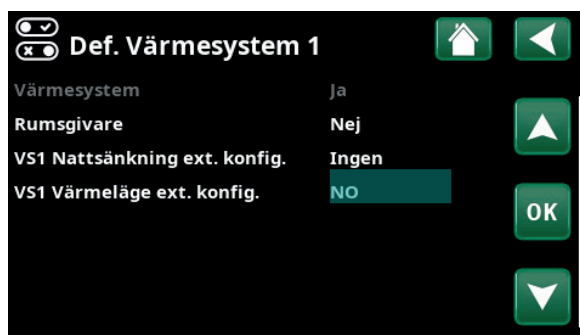 Def. Värmesystem 1
Värmesystem Ja
Rumsgivare Nej
VS1 Nattsänkning ext. konfig. Ingen
VS1 Värmeläge ext. konfig. NO
OK